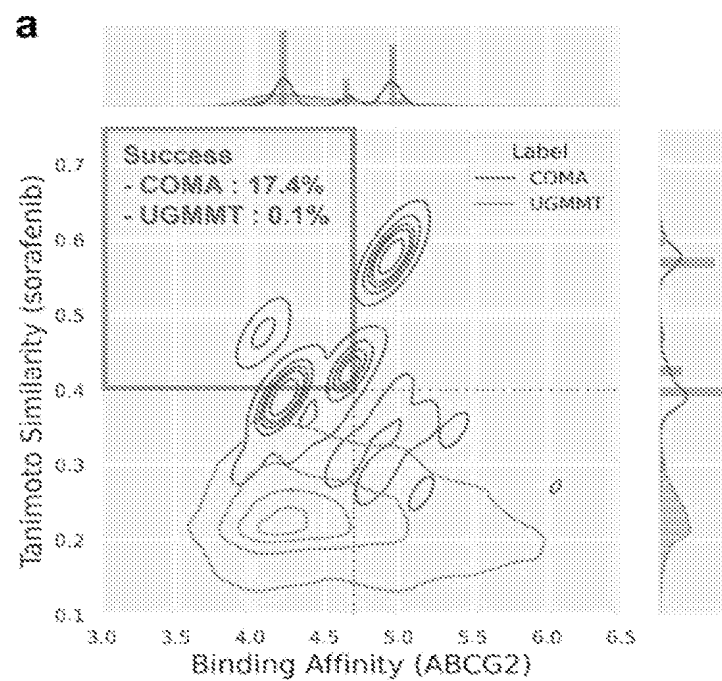 a
Success
- COMA : 17.4%
- UGMMT : 0.1%
Label
COMA
UGMMT
Tanimoto Similarity (sorafenib)
0.7
0.6
0.5
0.4
0.3
0.2
0.1
3.0 3.5 4.0 4.5 5.0 5.5 6.0 6.5
Binding Affinity (ABCG2)